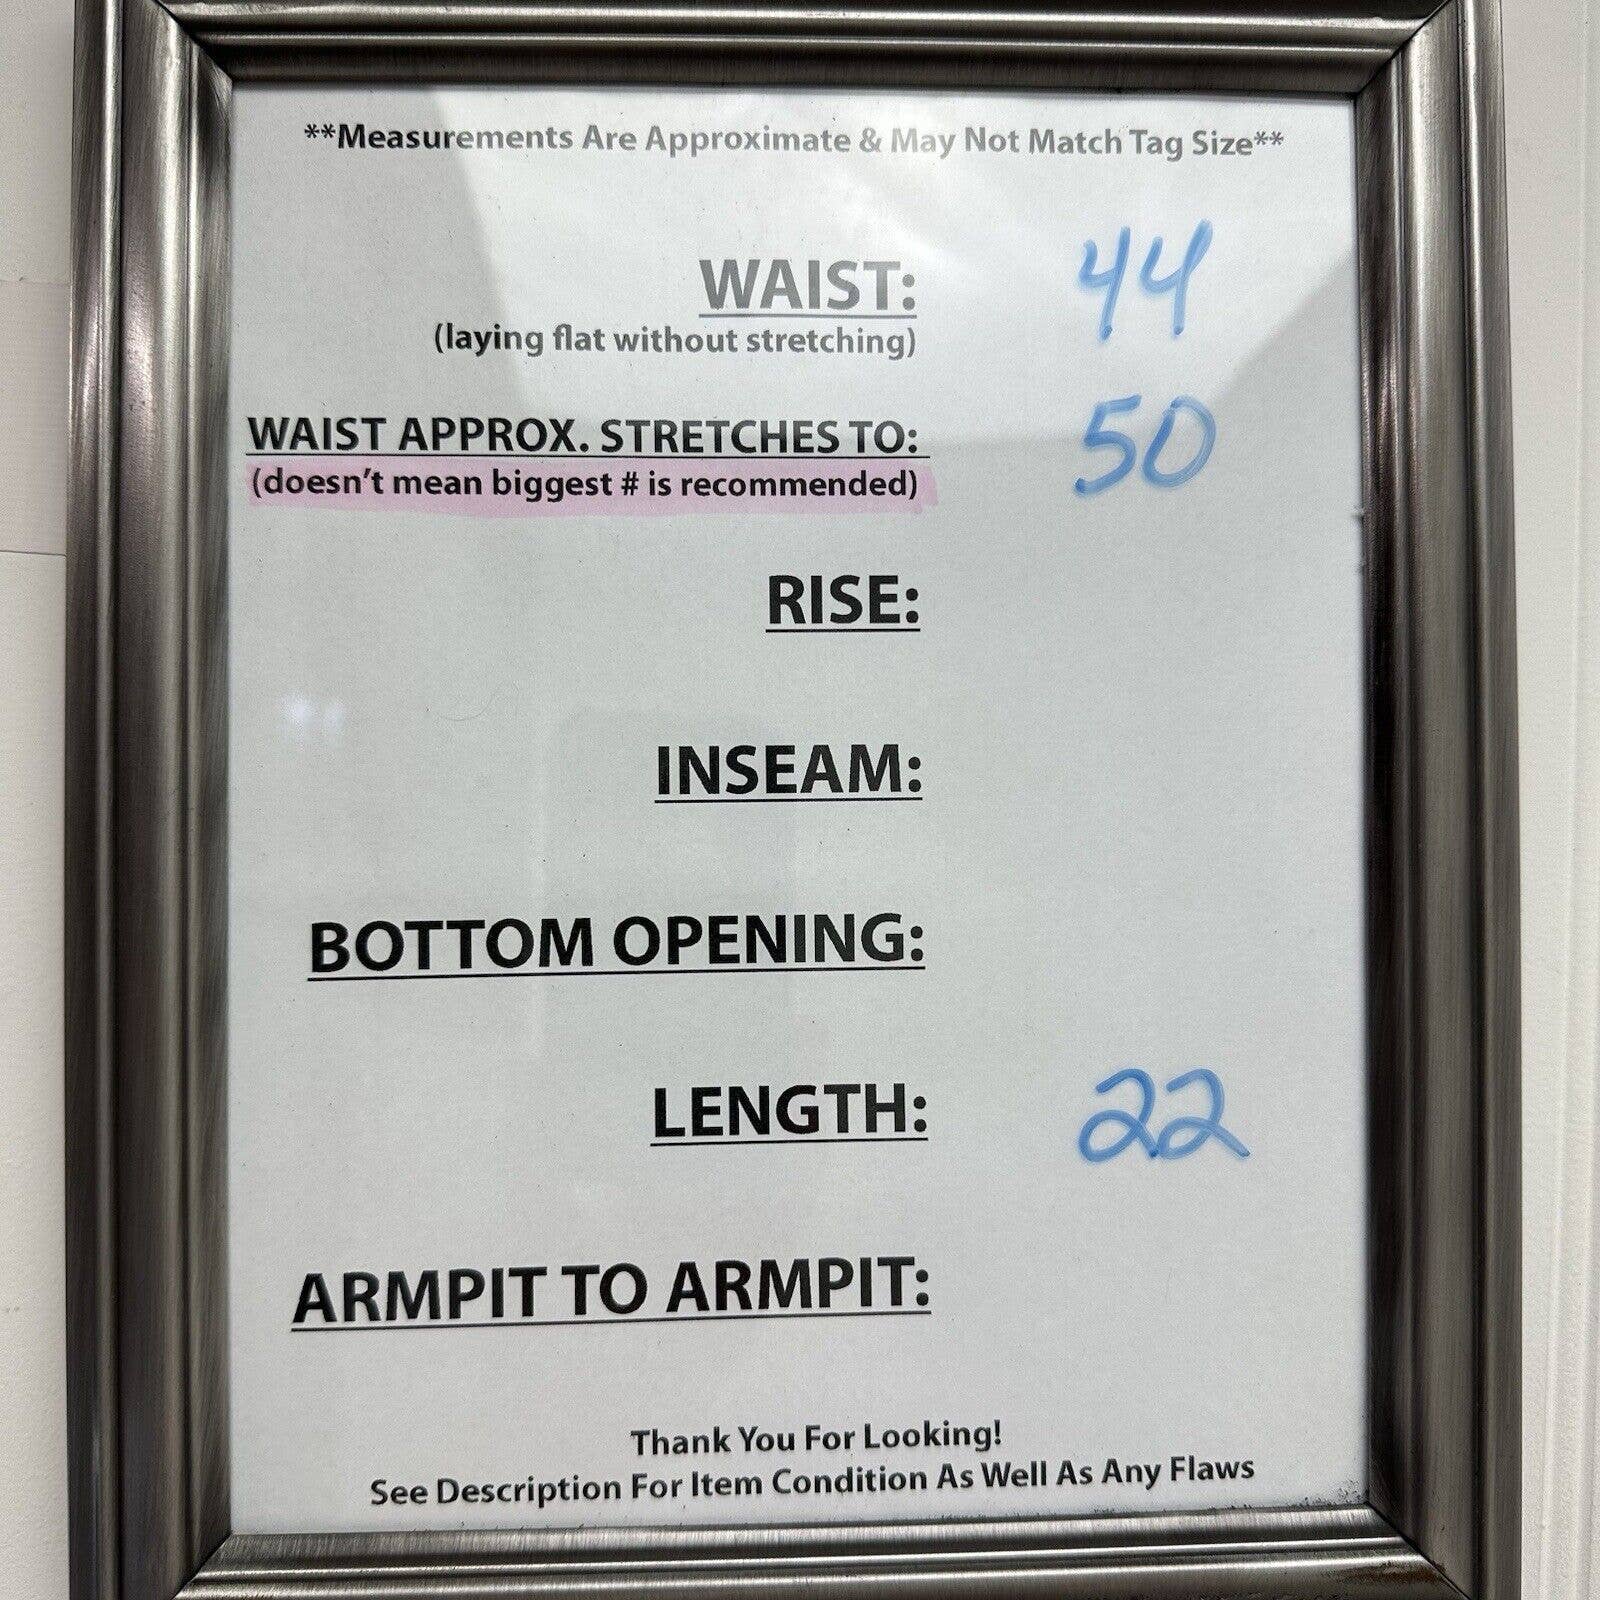 **Measurements Are Approximate & May Not Match Tag Size**
WAIST: 44
(laying flat without stretching)
WAIST APPROX. STRETCHES TO: 50
(doesn't mean biggest # is recommended)
RISE:
INSEAM:
BOTTOM OPENING:
LENGTH: 22
ARMPIT TO ARMPIT:
Thank You For Looking!
See Description For Item Condition As Well As Any Flaws